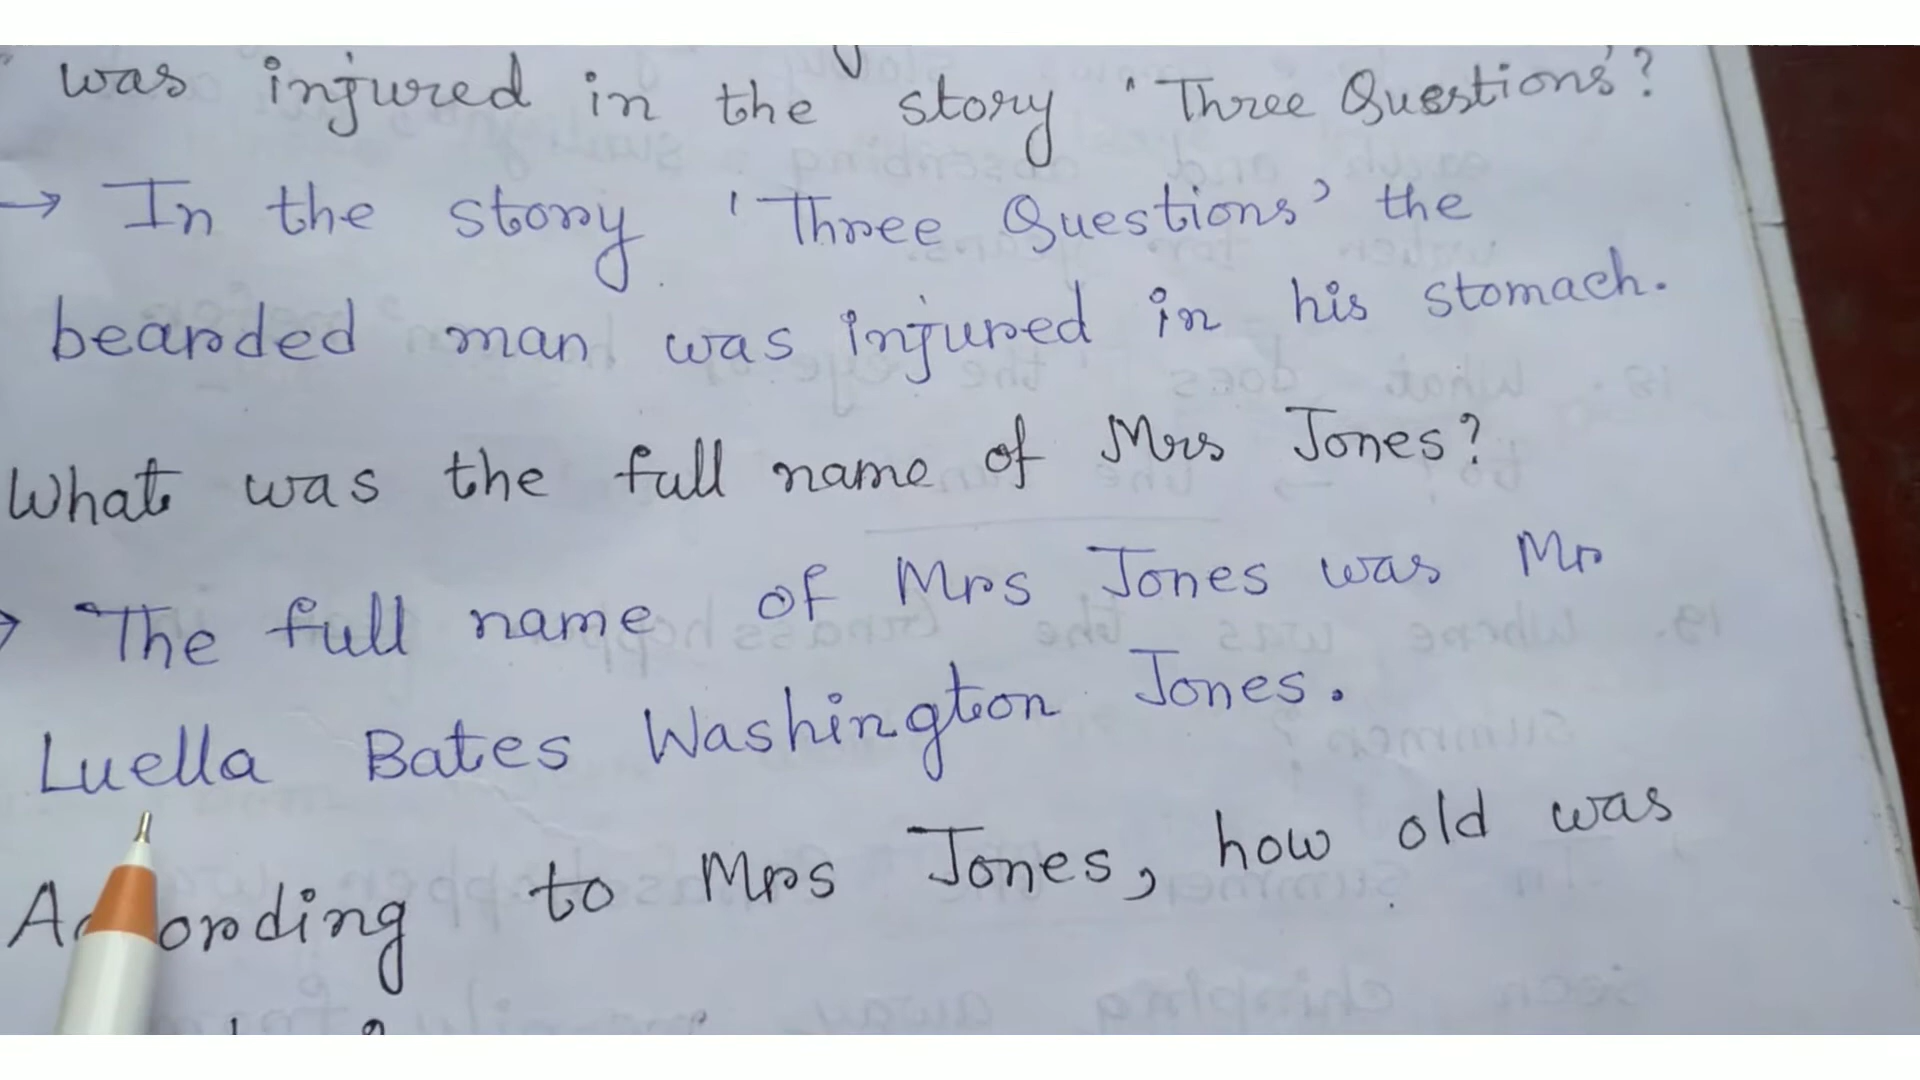 was injured in the story 'Three Questions'?
→ In the story 'Three Questions' the
bearded man was injured in his stomach.
What was the full name of Mrs Jones?
→ The full name of Mrs Jones was Mr
Luella Bates Washington Jones.
According to Mrs Jones, how old was